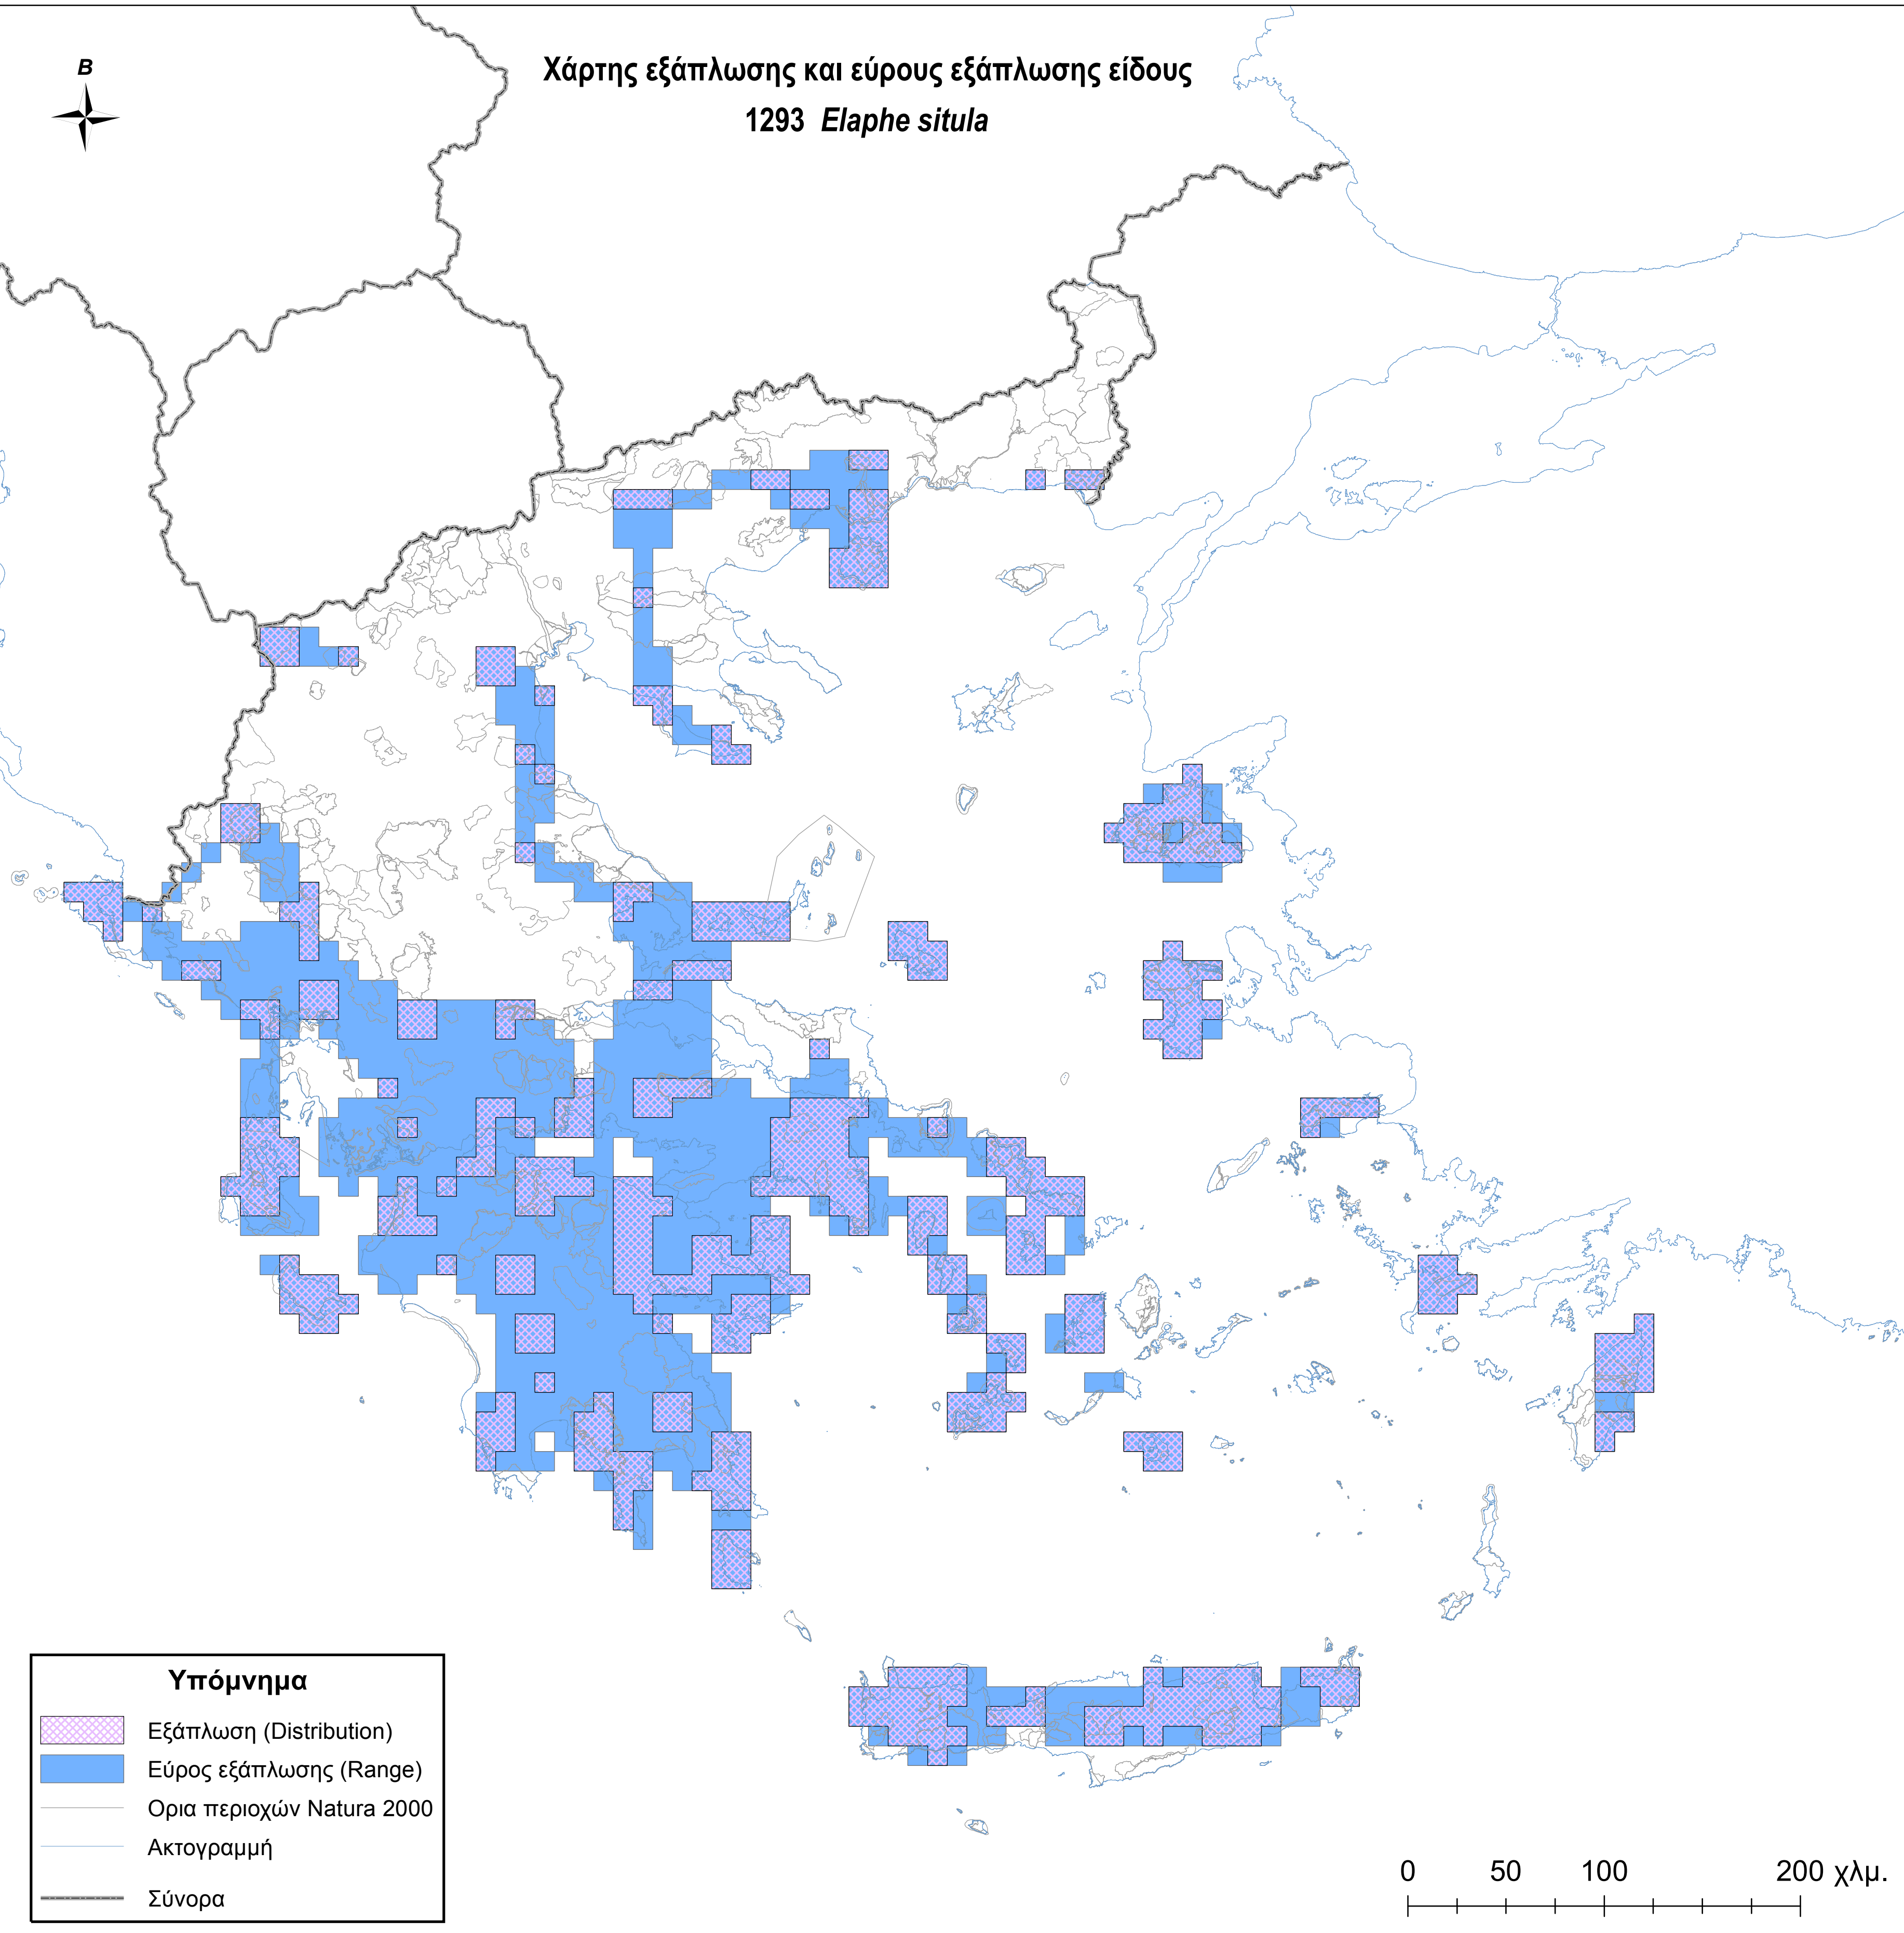 Χάρτης εξάπλωσης και εύρους εξάπλωσης είδους
1293 Elaphe situla
Β
Υπόμνημα
Εξάπλωση (Distribution)
Εύρος εξάπλωσης (Range)
Ορια περιοχών Natura 2000
Ακτογραμμή
Σύνορα
0 50 100 200 χλμ.